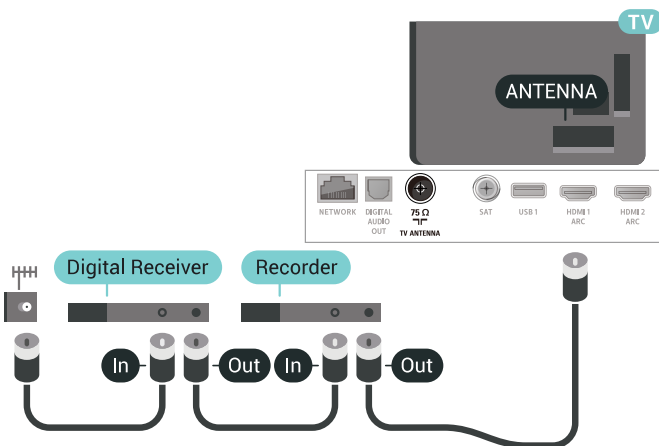 TV
ANTENNA
NETWORK
DIGITAL
AUDIO
OUT
75 Ω
TV ANTENNA
SAT
USB 1
HDMI 1
ARC
HDMI 2
ARC
Digital Receiver
Recorder
In
Out
In
Out